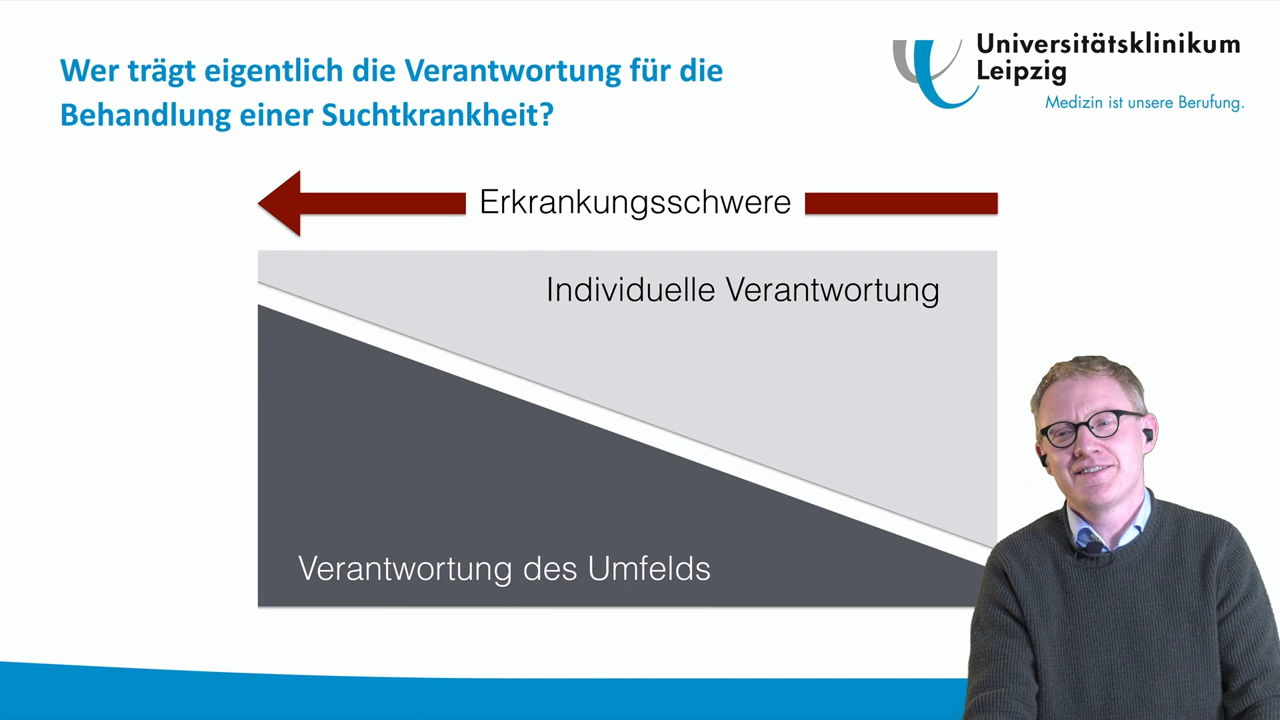 Wer trägt eigentlich die Verantwortung für die
Behandlung einer Suchtkrankheit?
Universitätsklinikum
Leipzig
Medizin ist unsere Berufung.
Erkrankungsschwere
Individuelle Verantwortung
Verantwortung des Umfelds